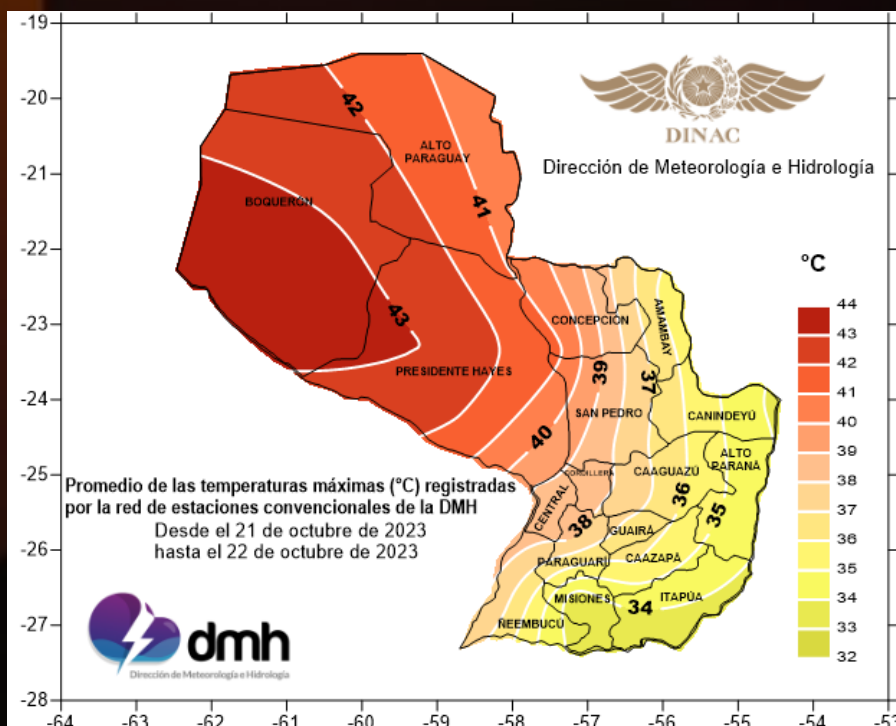 -19
-20
-21
-22
-23
-24
-25
-26
-27
-28
-64
-63
-62
-61
-60
-59
-58
-57
-56
-55
-54
DINAC
Dirección de Meteorología e Hidrología
°C
44
43
42
41
40
39
38
37
36
35
34
33
32
42
ALTO
PARAGUAY
41
BOQUERÓN
43
PRESIDENTE HAYES
40
CONCEPCIÓN
AMAMBAY
39
37
SAN PEDRO
CANINDEYÚ
CORDILLERA
CAAGUAZÚ
ALTO
PARANÁ
CENTRAL
36
35
38
GUAIRÁ
PARAGUARÍ
CAAZAPÁ
MISIONES
34
ITAPÚA
ÑEEMBUCÚ
Promedio de las temperaturas máximas (°C) registradas
por la red de estaciones convencionales de la DMH
Desde el 21 de octubre de 2023
hasta el 22 de octubre de 2023
dmh
Dirección de Meteorología e Hidrología